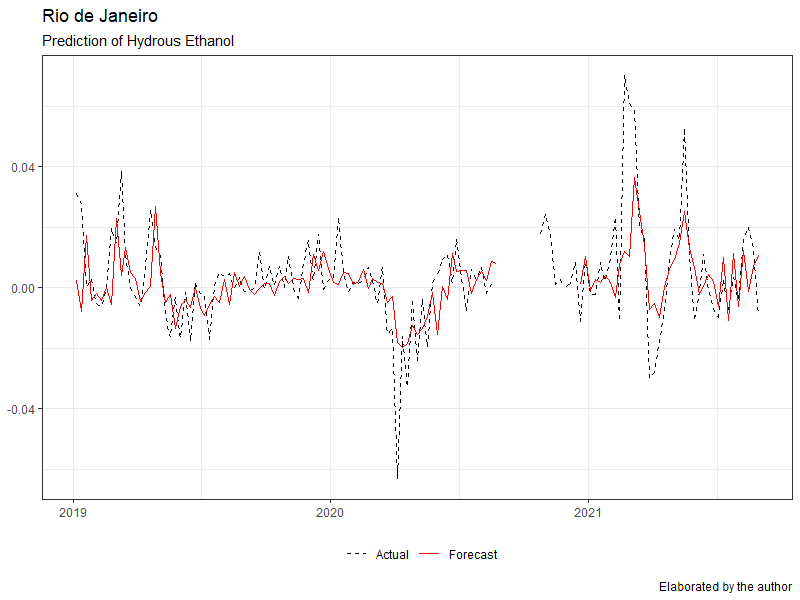 Rio de Janeiro
Prediction of Hydrous Ethanol
0.04
0.00
-0.04
2019 2020 2021
Actual Forecast
Elaborated by the author